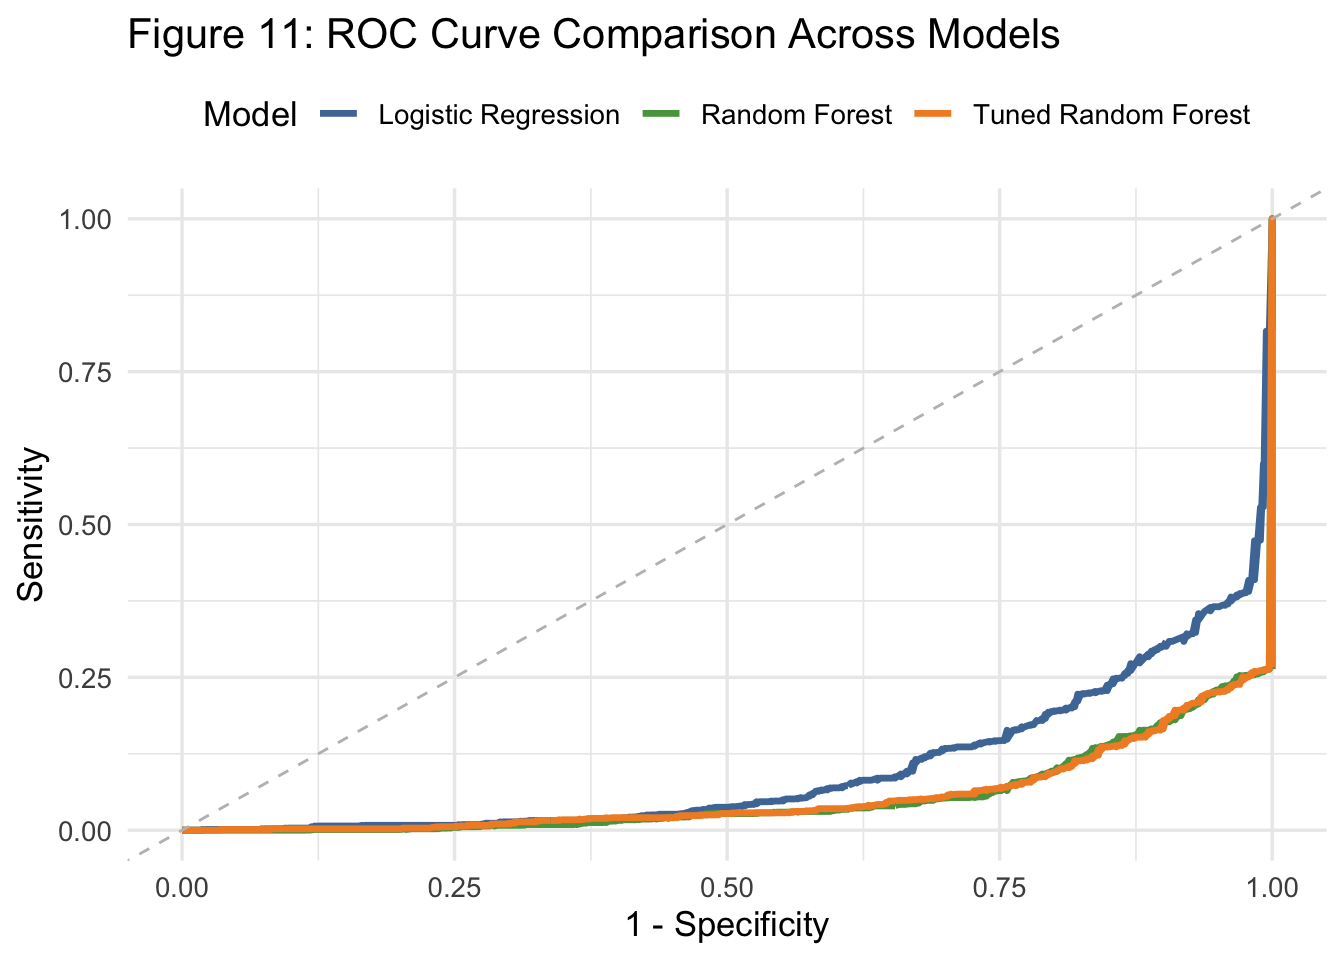 Figure 11: ROC Curve Comparison Across Models
Model Logistic Regression Random Forest Tuned Random Forest
1.00
0.75
0.50
0.25
0.00
Sensitivity
0.00 0.25 0.50 0.75 1.00
1 - Specificity